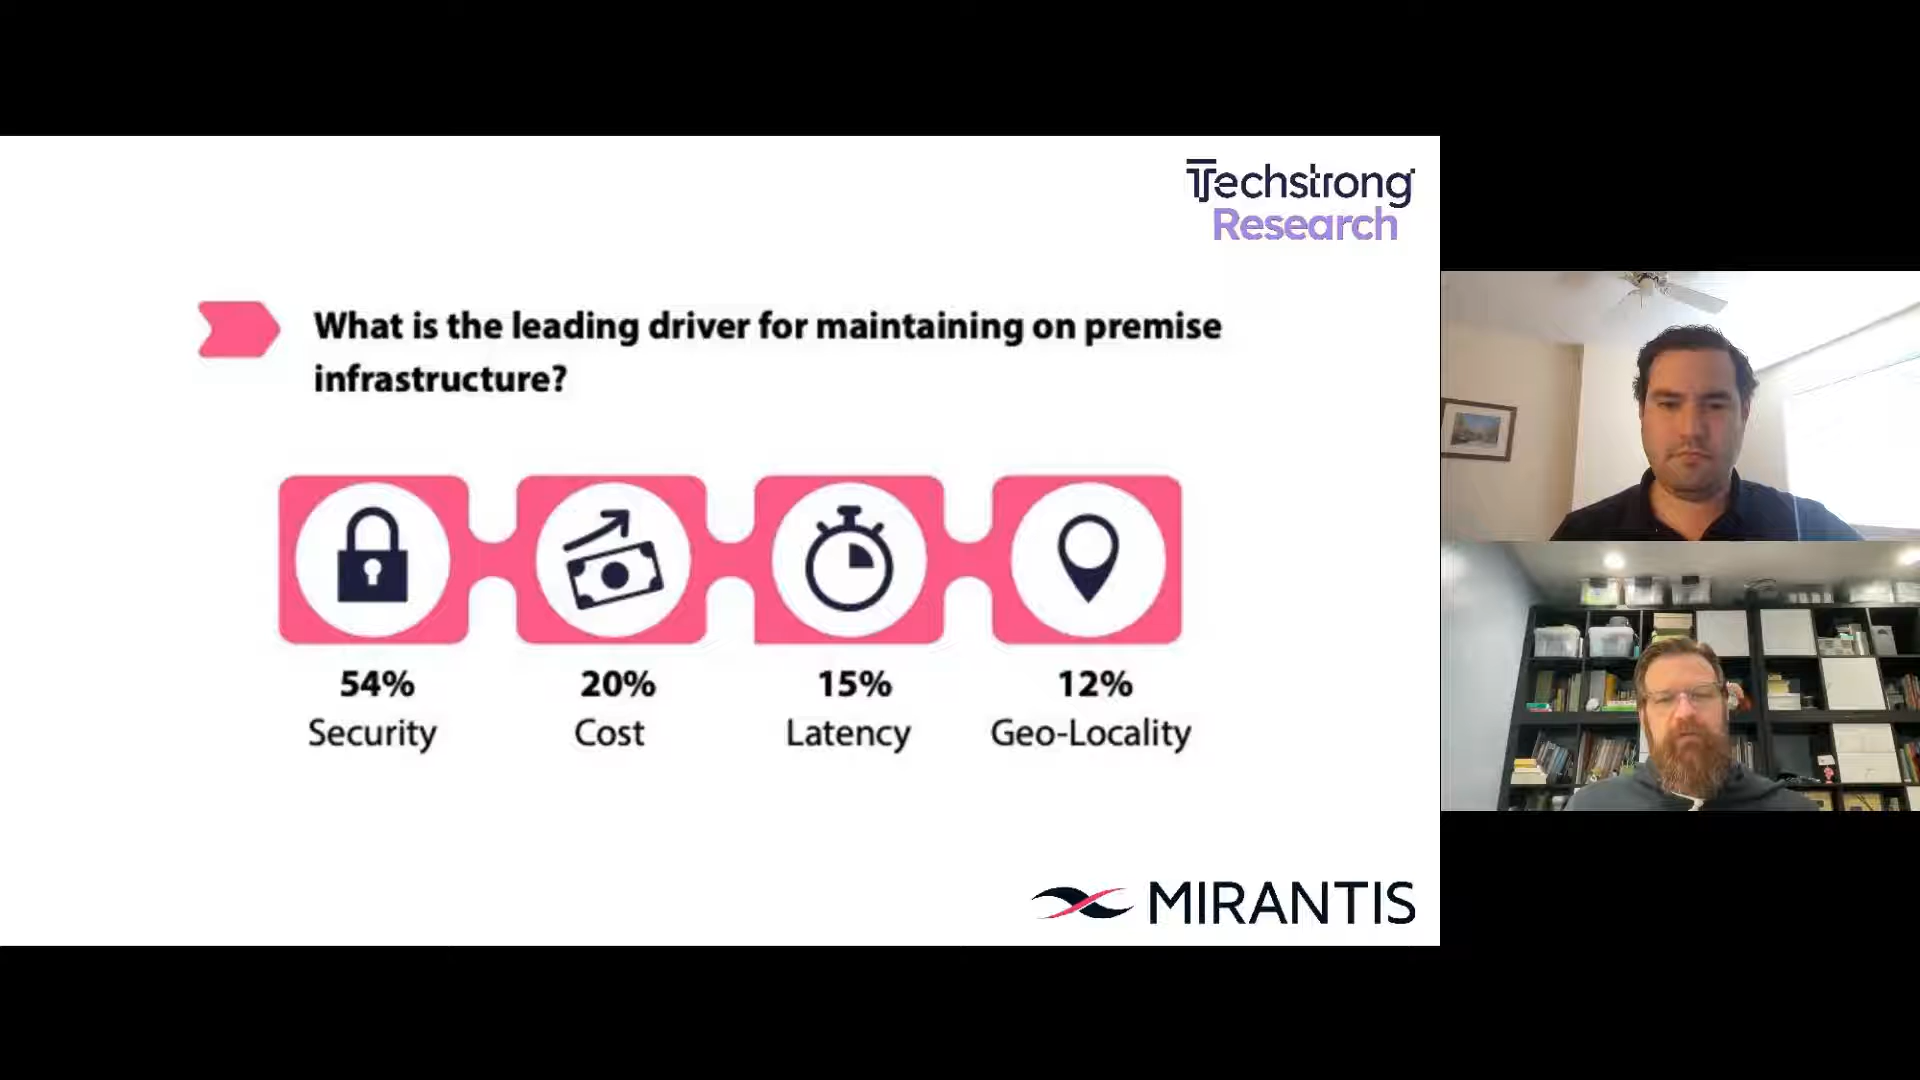 Techstrong
Research
What is the leading driver for maintaining on premise
infrastructure?
54%
Security
20%
Cost
15%
Latency
12%
Geo-Locality
MIRANTIS